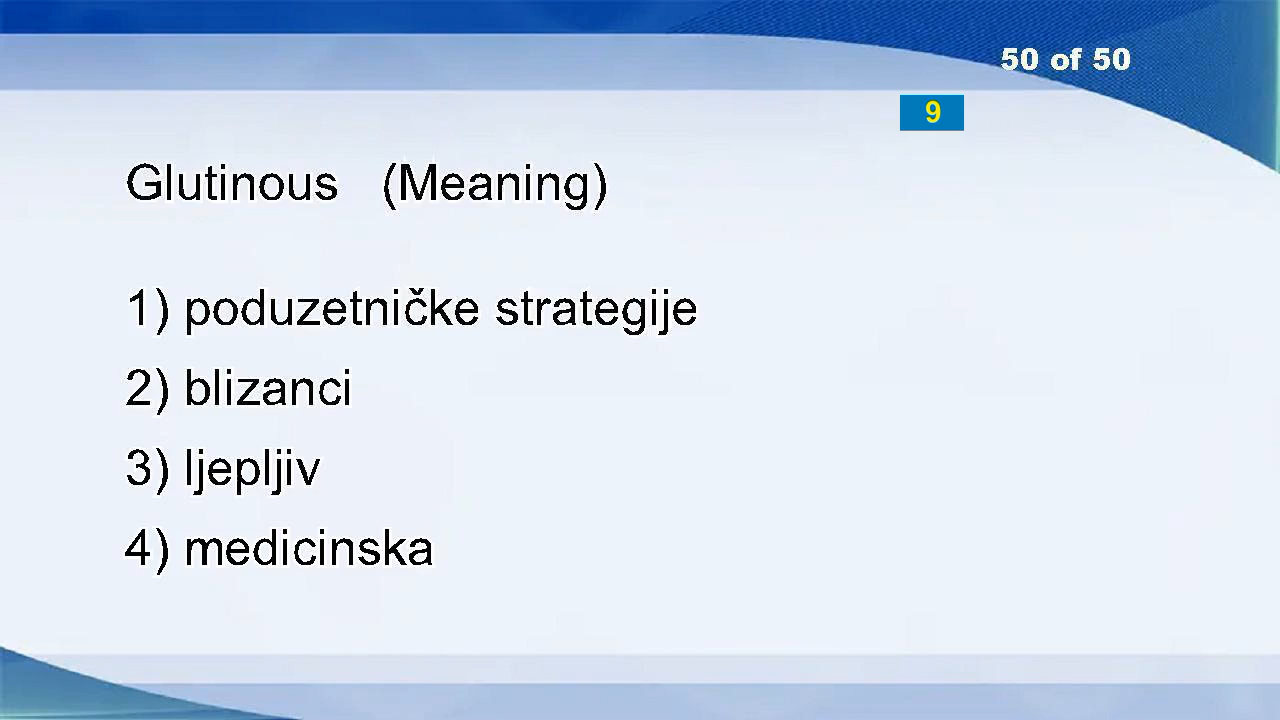 50 of 50
9
Glutinous (Meaning)
1) poduzetničke strategije
2) blizanci
3) ljepljiv
4) medicinska